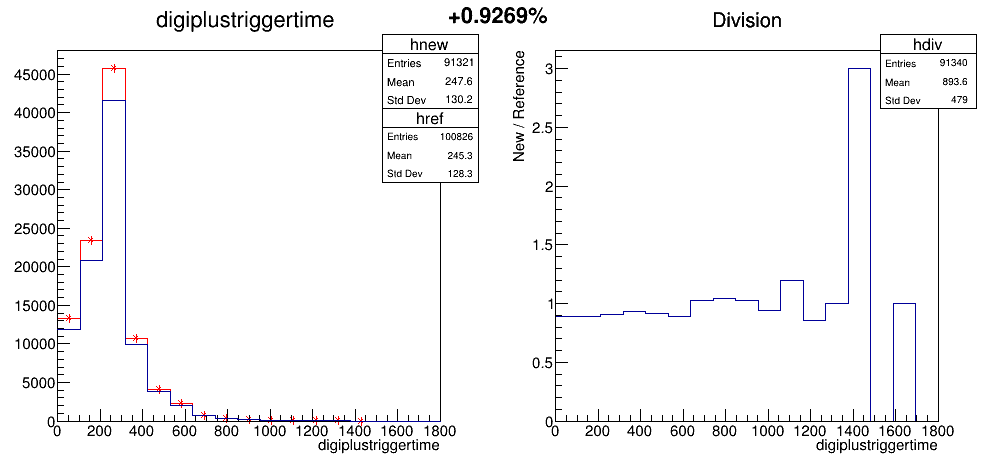 digiplustriggertime
+0.9269%
Division
hnew
Entries 91321
Mean 247.6
Std Dev 130.2
href
Entries 100826
Mean 245.3
Std Dev 128.3
45000
40000
35000
30000
25000
20000
15000
10000
5000
0
0 200 400 600 800 1000 1200 1400 1600 1800
digiplustriggertime
hdiv
Entries 91340
Mean 893.6
Std Dev 479
New / Reference
3
2.5
2
1.5
1
0.5
0
0 200 400 600 800 1000 1200 1400 1600 1800
digiplustriggertime